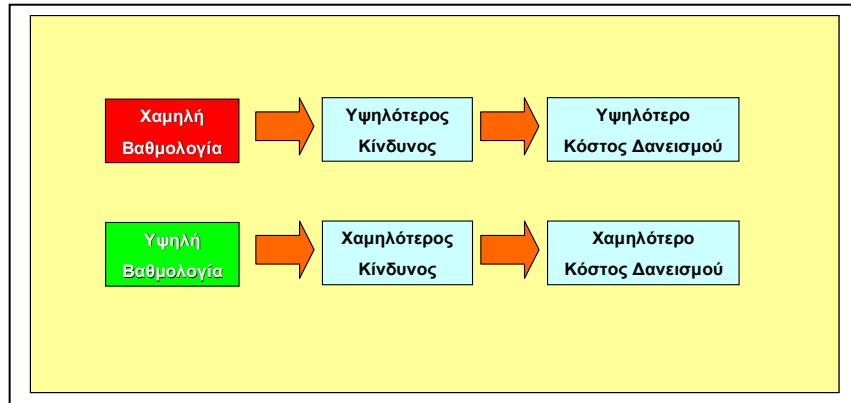 Χαμηλή
Βαθμολογία
Υψηλότερος
Κίνδυνος
Υψηλότερο
Κόστος Δανεισμού
Υψηλή
Βαθμολογία
Χαμηλότερος
Κίνδυνος
Χαμηλότερο
Κόστος Δανεισμού